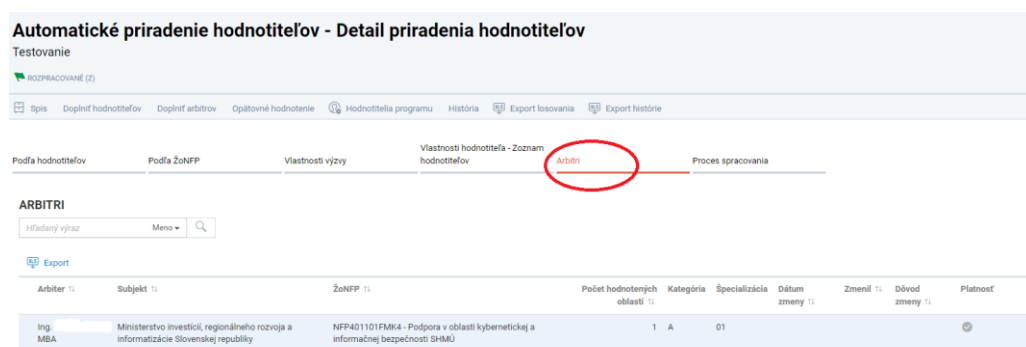 Automatické priradenie hodnotiteľov - Detail priradenia hodnotiteľov
Testovanie
ROZPRACOVANÉ (Z)
Spis Doplniť hodnotiteľov Doplniť arbitrov Opätovné hodnotenie Hodnotitelia programu História Export losovania Export histórie
Vlastnosti hodnotiteľa - Zoznam
Podľa hodnotiteľov Podľa ŽoNFP Vlastnosti výzvy hodnotiteľov Arbitri Proces spracovania
ARBITRI
Hľadaný výraz Meno
Export
Arbiter Subjekt ŽoNFP Počet hodnotených Kategória Špecializácia Dátum Zmenil Dôvod Platnosť
oblastí zmeny zmeny
Ing. Ministerstvo investícií, regionálneho rozvoja a NFP401101FMK4 - Podpora v oblasti kybernetickej a 1 A 01
MBA informatizácie Slovenskej republiky informačnej bezpečnosti SHMÚ